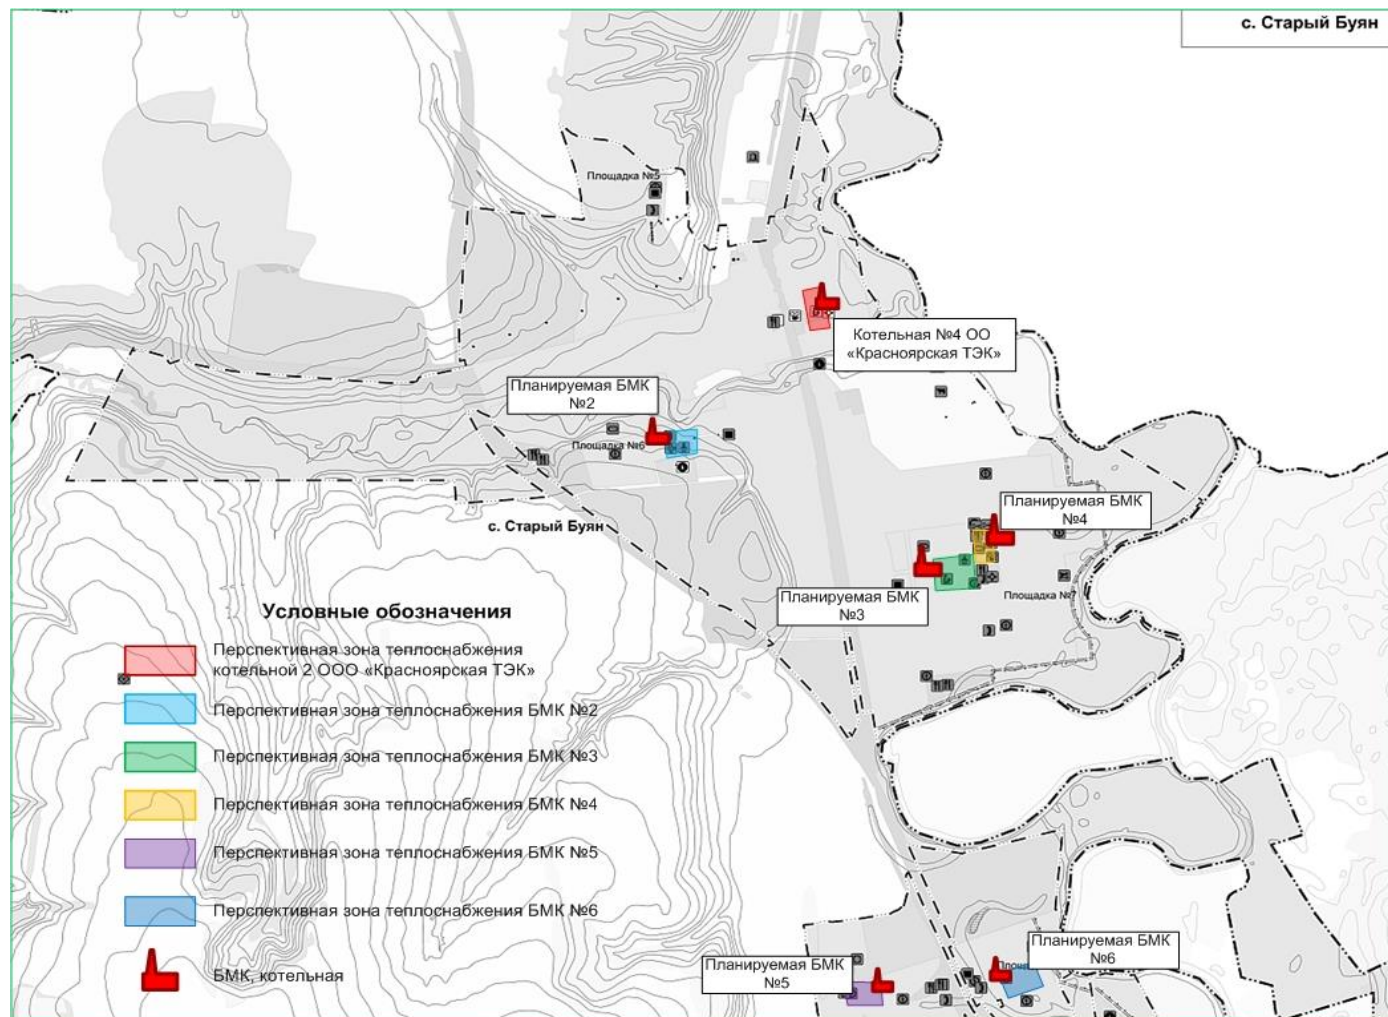 с. Старый Буян
Площадка №5
Котельная №4 ОО
«Красноярская ТЭК»
Планируемая БМК
№2
Площадка №6
Планируемая БМК
№4
с. Старый Буян
Планируемая БМК
№3
Площадка №7
Условные обозначения
Перспективная зона теплоснабжения
котельной 2 ООО «Красноярская ТЭК»
Перспективная зона теплоснабжения БМК №2
Перспективная зона теплоснабжения БМК №3
Перспективная зона теплоснабжения БМК №4
Перспективная зона теплоснабжения БМК №5
Перспективная зона теплоснабжения БМК №6
БМК, котельная
Планируемая БМК
№6
Планируемая БМК
№5